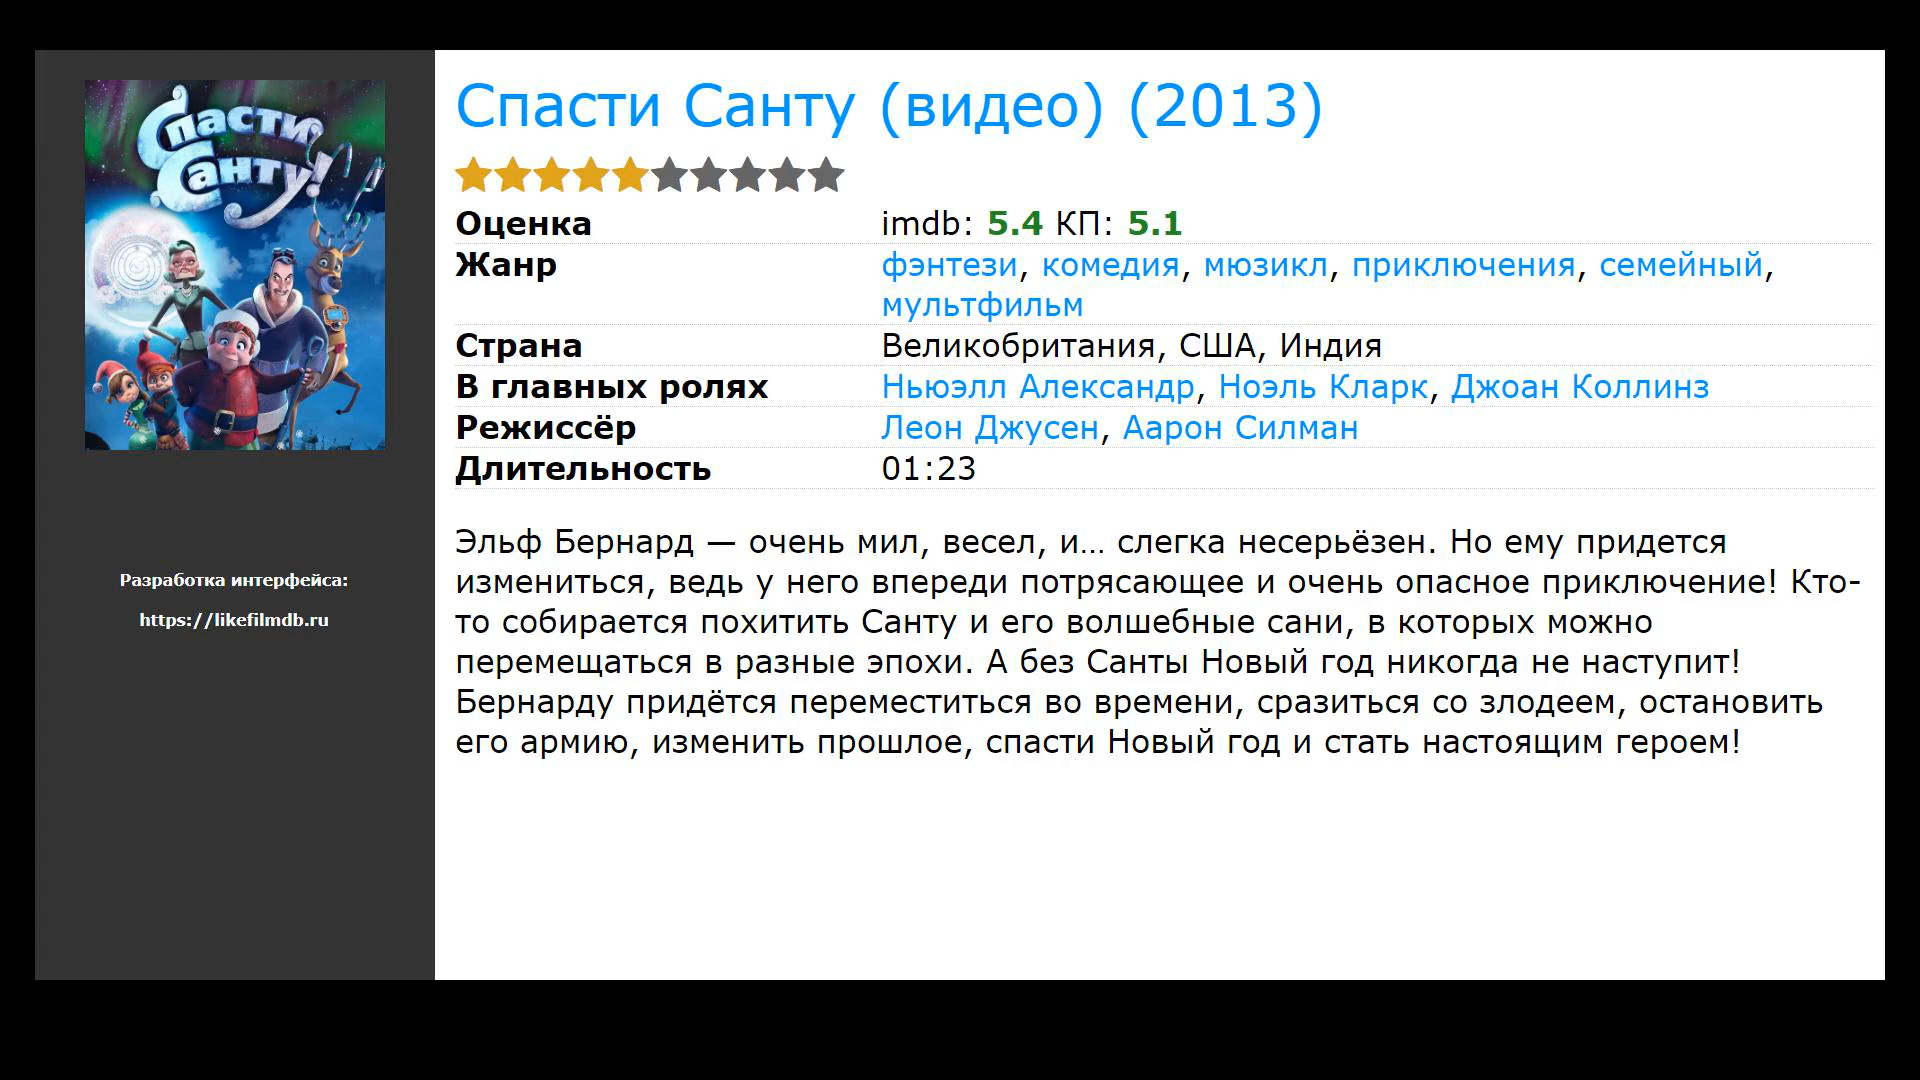 Спасти
Санту!
Разработка интерфейса:
https://likefilmdb.ru
Спасти Санту (видео) (2013)
Оценка imdb: 5.4 КП: 5.1
Жанр фэнтези, комедия, мюзикл, приключения, семейный,
мультфильм
Страна Великобритания, США, Индия
В главных ролях Ньюэлл Александр, Ноэль Кларк, Джоан Коллинз
Режиссёр Леон Джусен, Аарон Силман
Длительность 01:23
Эльф Бернард — очень мил, весел, и… слегка несерьёзен. Но ему придется
измениться, ведь у него впереди потрясающее и очень опасное приключение! Кто-
то собирается похитить Санту и его волшебные сани, в которых можно
перемещаться в разные эпохи. А без Санты Новый год никогда не наступит!
Бернарду придётся переместиться во времени, сразиться со злодеем, остановить
его армию, изменить прошлое, спасти Новый год и стать настоящим героем!